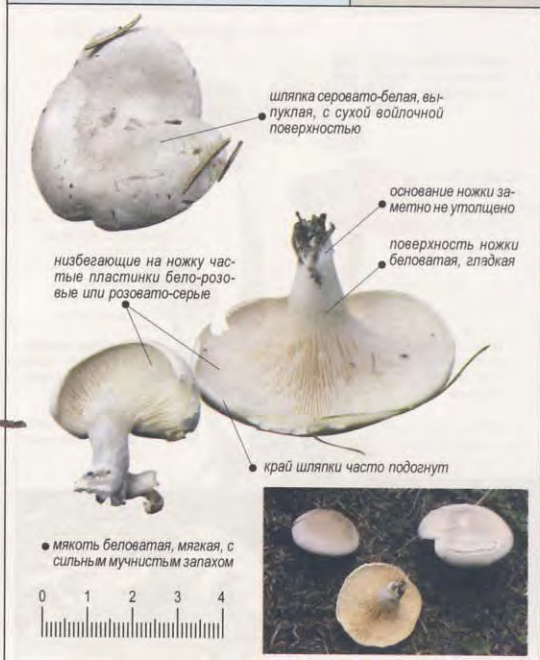 шляпка серовато-белая, вы-
пуклая, с сухой войлочной
поверхностью
основание ножки за-
метно не утолщено
поверхность ножки
беловатая, гладкая
низбегающие на ножку час-
тые пластинки бело-розо-
вые или розовато-серые
край шляпки часто подогнут
мякоть беловатая, мягкая, с
сильным мучнистым запахом
0 1 2 3 4